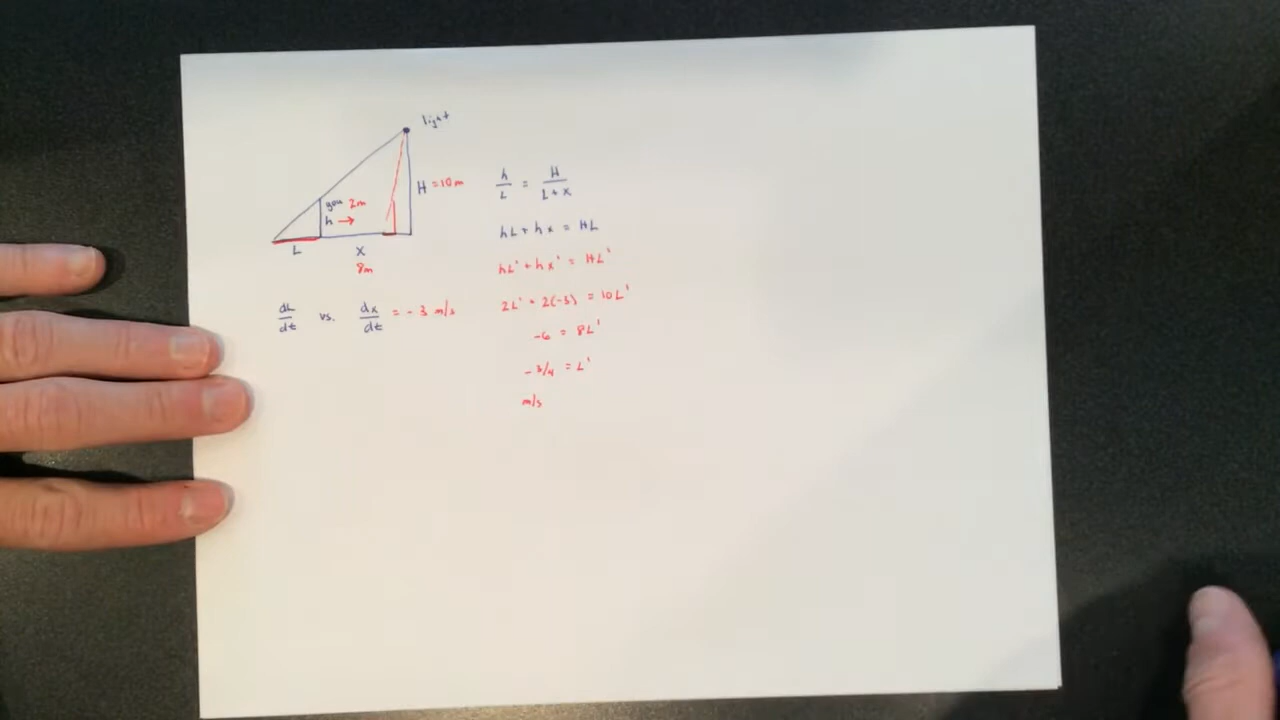 light
H = 10m
you 2m
h →
L
x
8m
dL/dt vs. dx/dt = - 3 m/s
h/L = H/(L+x)
hL + hx = HL
hL' + hx' = HL'
2L' + 2(-3) = 10L'
-6 = 8L'
-3/4 = L'
m/s